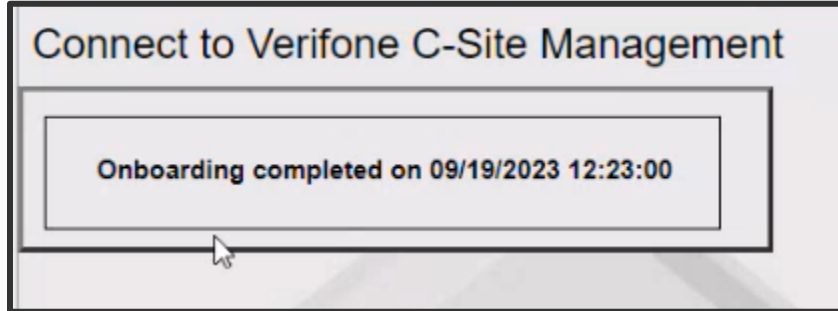 Connect to Verifone C-Site Management
Onboarding completed on 09/19/2023 12:23:00